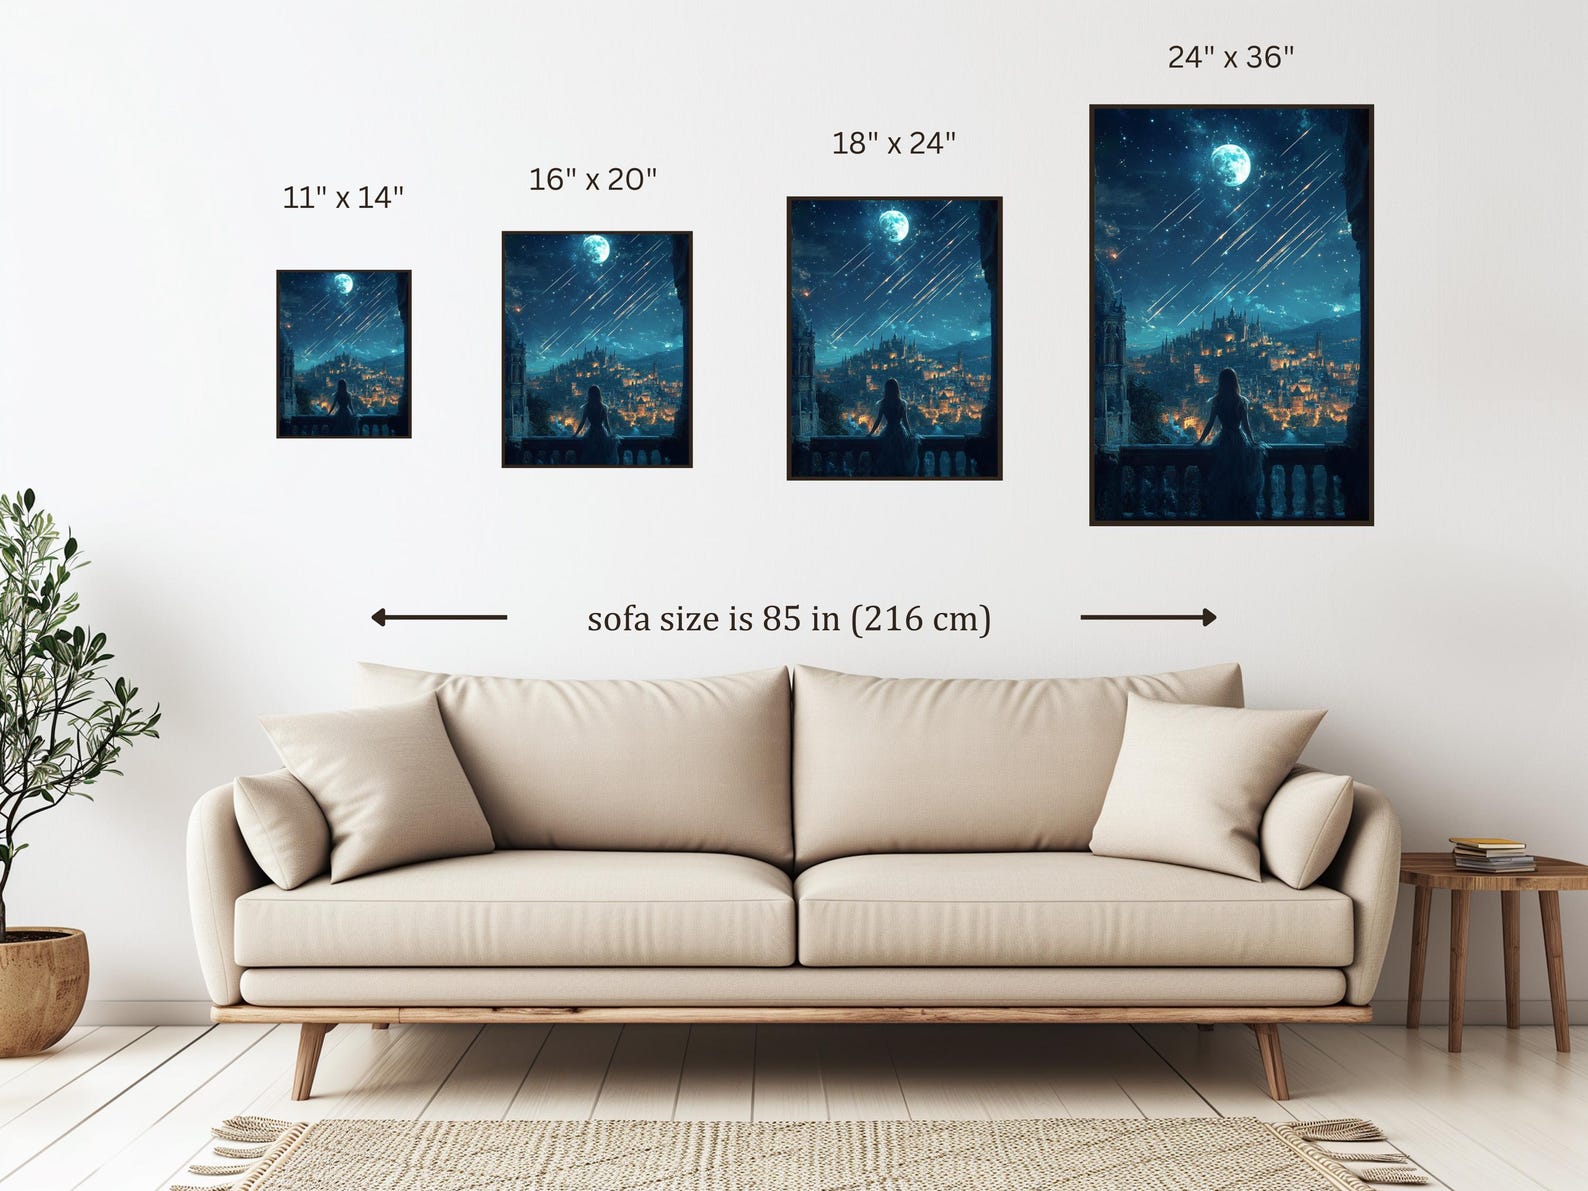 11" x 14"
16" x 20"
18" x 24"
24" x 36"
sofa size is 85 in (216 cm)